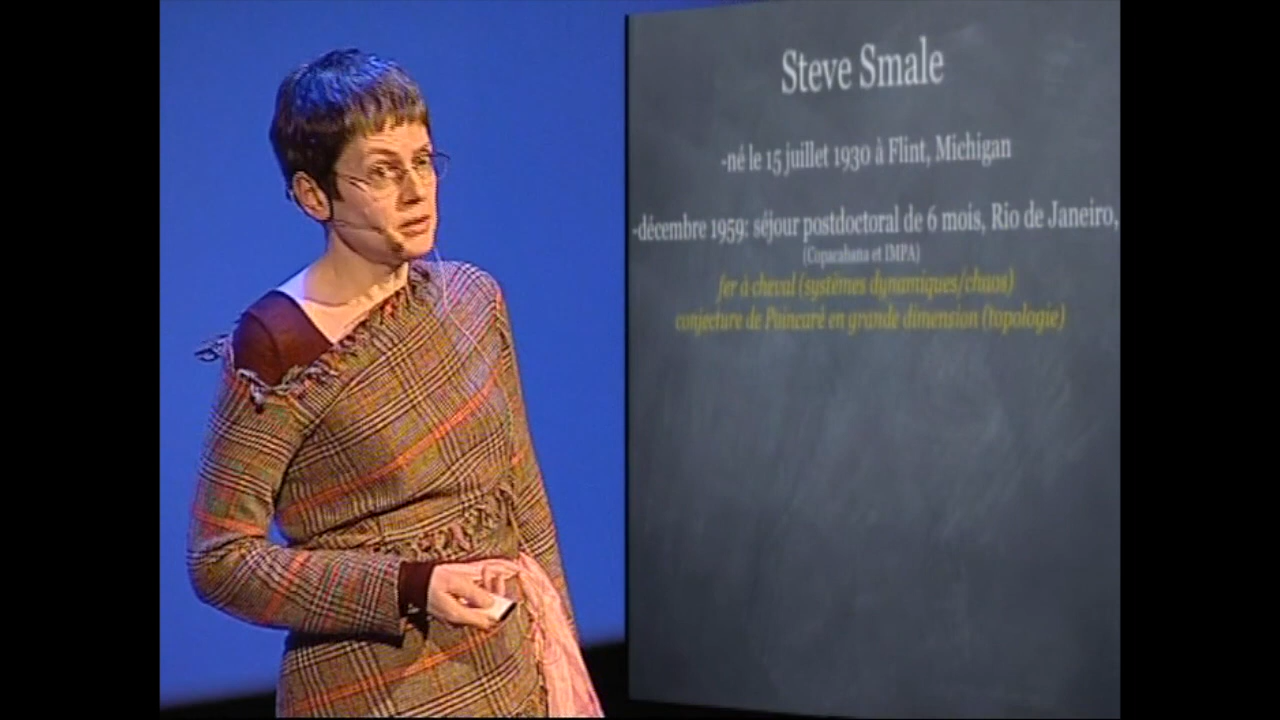 Steve Smale
-né le 15 juillet 1930 à Flint, Michigan
-décembre 1959: séjour postdoctoral de 6 mois, Rio de Janeiro,
(Copacabana et IMPA)
fer à cheval (systèmes dynamiques/chaos)
conjecture de Poincaré en grande dimension (topologie)